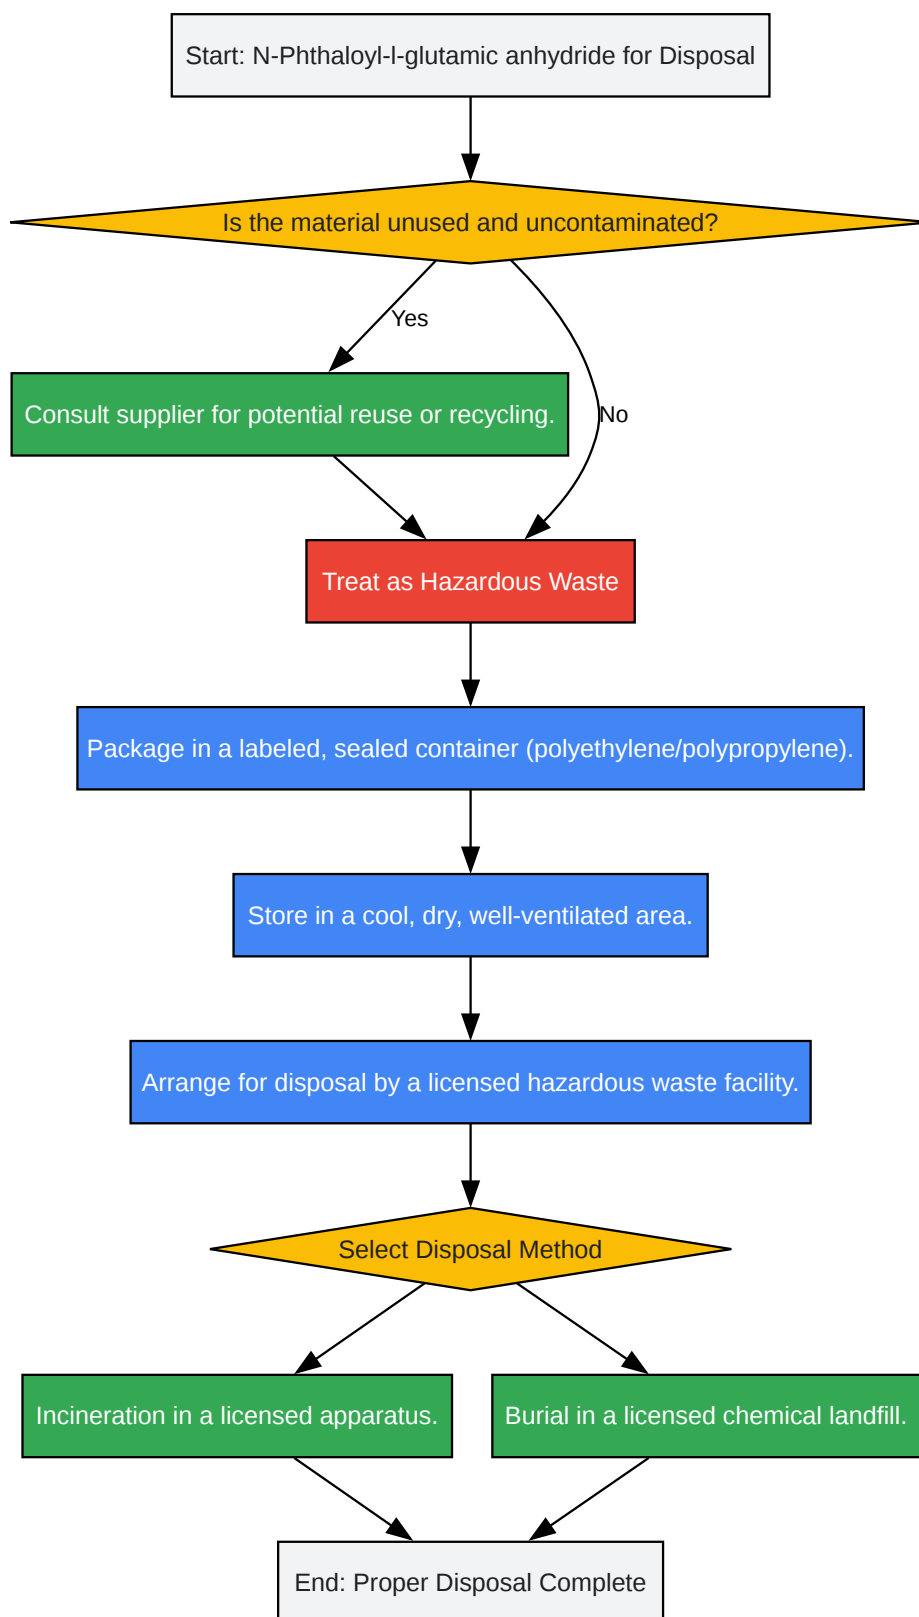 Start: N-Phthaloyl-l-glutamic anhydride for Disposal
Is the material unused and uncontaminated?
Yes
Consult supplier for potential reuse or recycling.
No
Treat as Hazardous Waste
Package in a labeled, sealed container (polyethylene/polypropylene).
Store in a cool, dry, well-ventilated area.
Arrange for disposal by a licensed hazardous waste facility.
Select Disposal Method
Incineration in a licensed apparatus.
Burial in a licensed chemical landfill.
End: Proper Disposal Complete